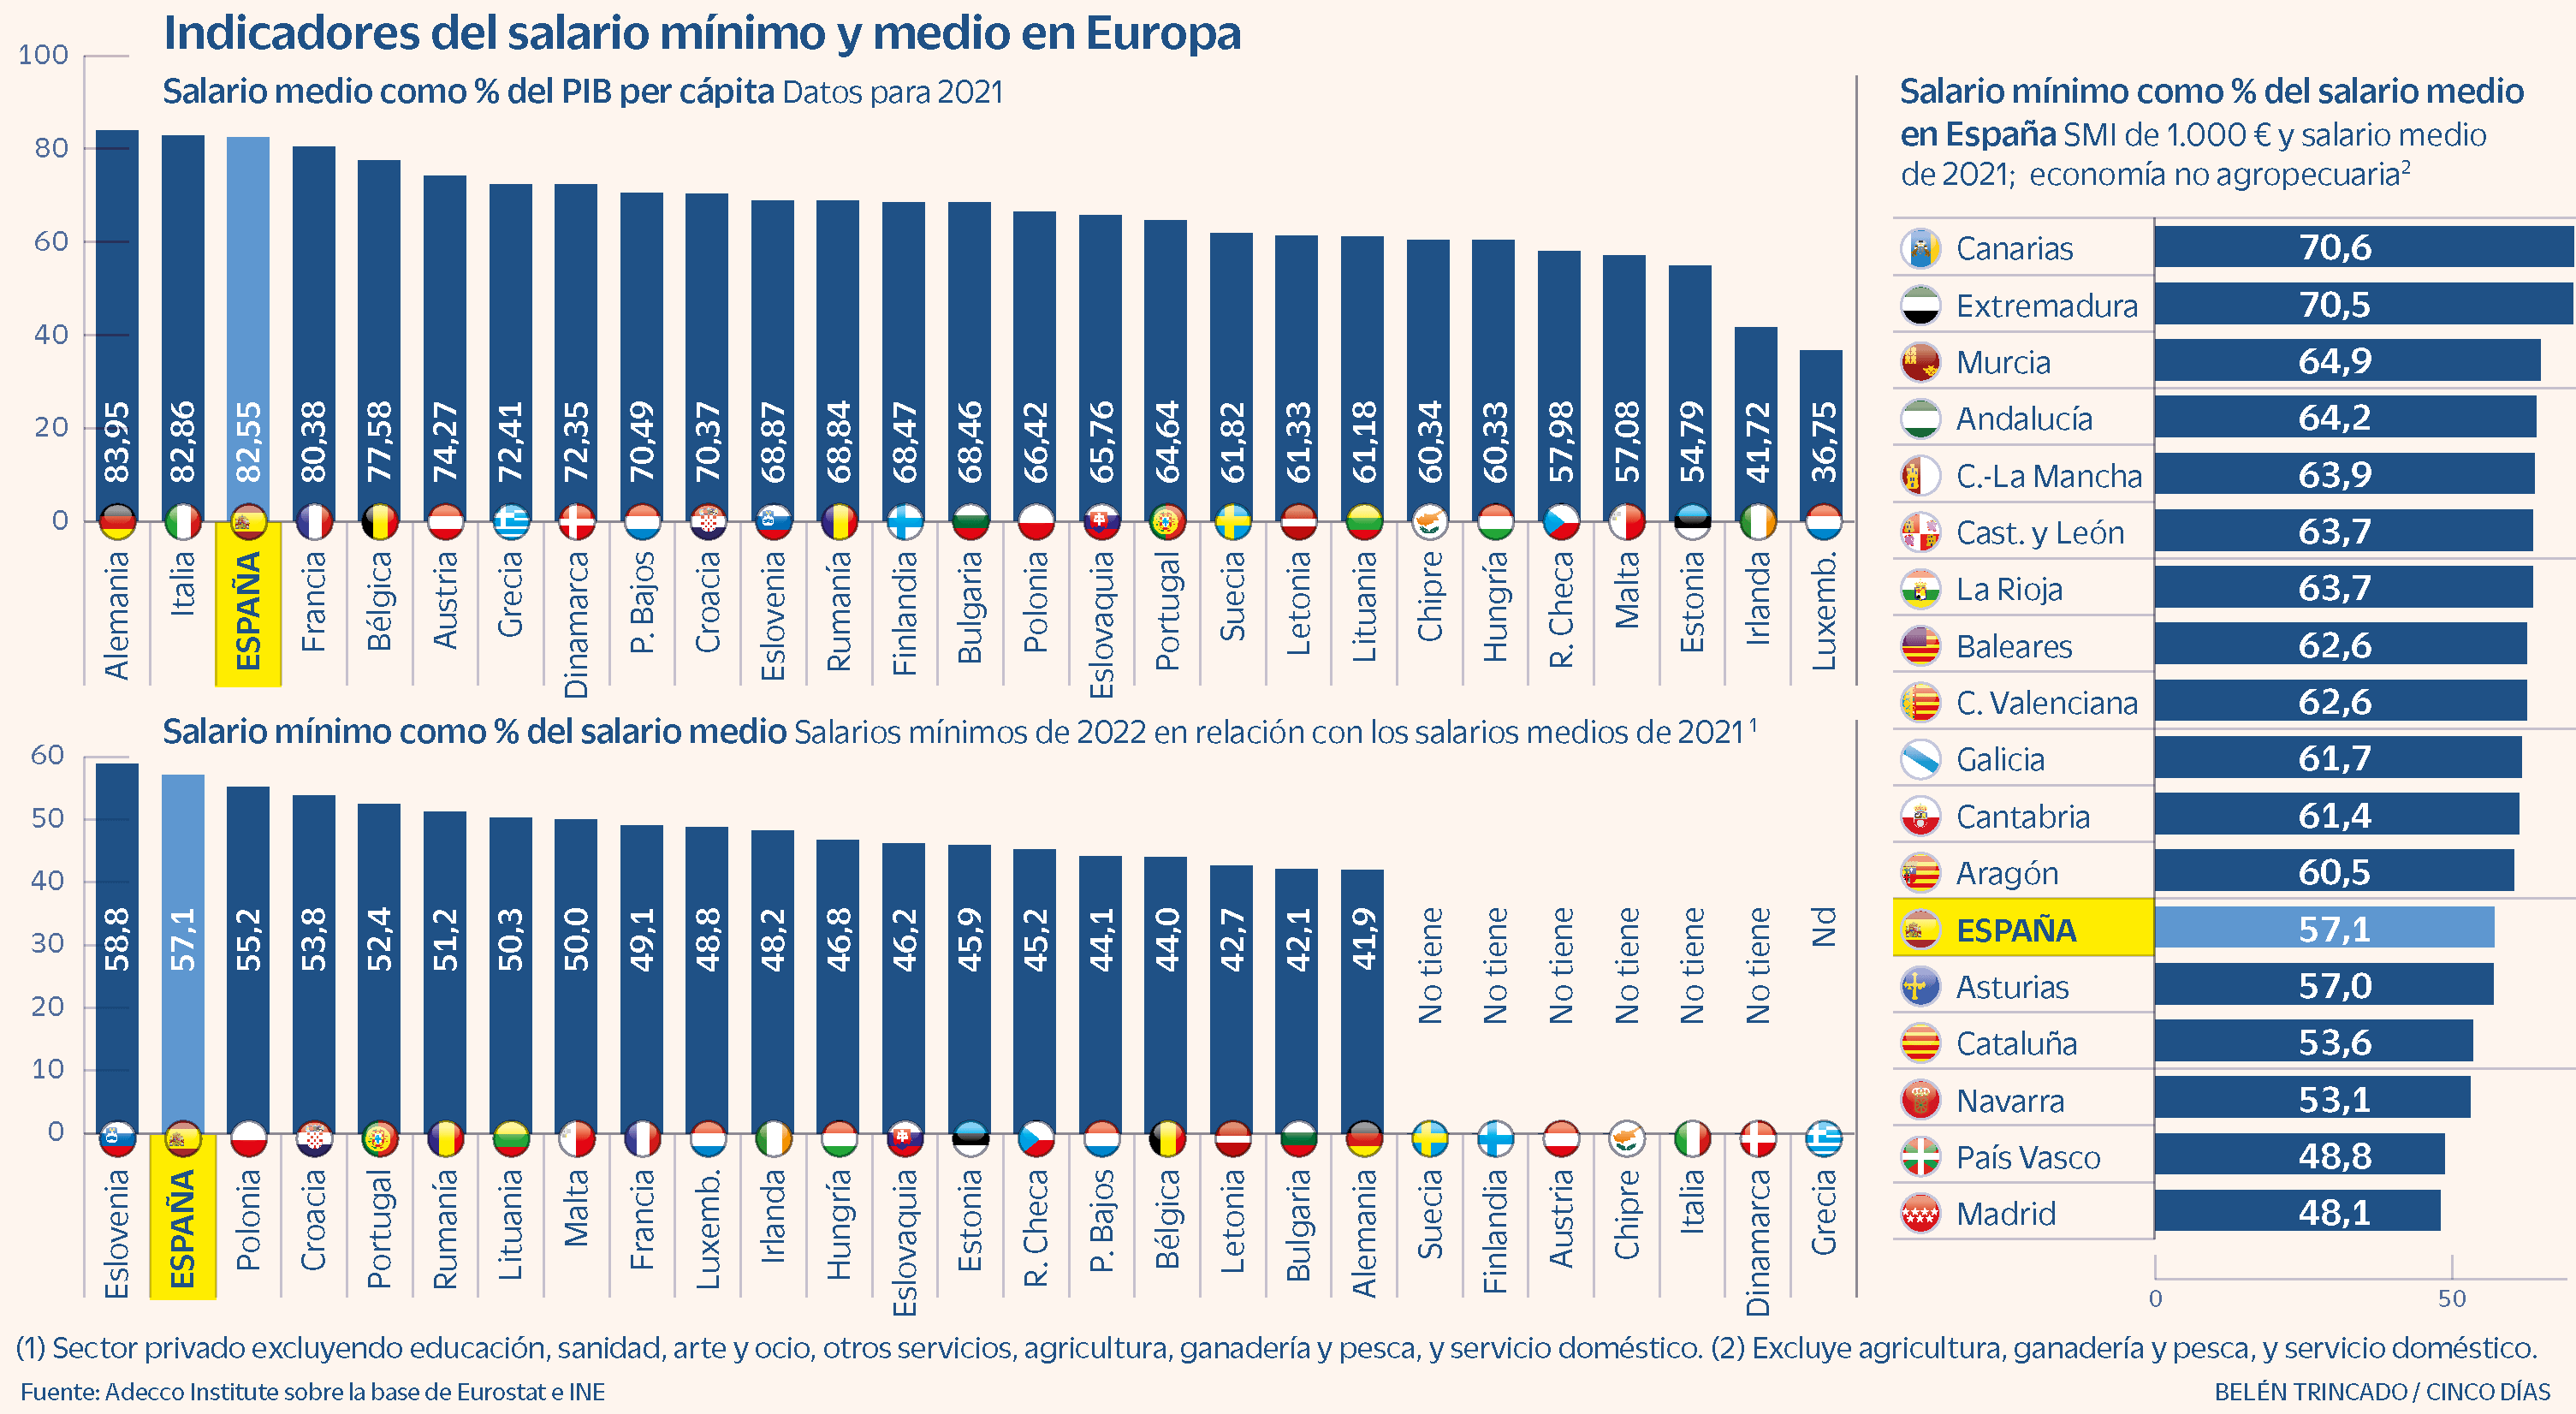 Indicadores del salario mínimo y medio en Europa
Salario medio como % del PIB per cápita Datos para 2021
100
80
60
40
20
0
83,95 82,86 82,55 80,38 77,58 74,27 72,41 72,35 70,49 70,37 68,87 68,84 68,47 68,46 66,42 65,76 64,64 61,82 61,33 61,18 60,34 60,33 57,98 57,08 54,79 41,72 36,75
Alemania Italia ESPAÑA Francia Bélgica Austria Grecia Dinamarca P. Bajos Croacia Eslovenia Rumanía Finlandia Bulgaria Polonia Eslovaquia Portugal Suecia Letonia Lituania Chipre Hungría R. Checa Malta Estonia Irlanda Luxemb.
Salario mínimo como % del salario medio Salarios mínimos de 2022 en relación con los salarios medios de 2021 1
60
50
40
30
20
10
0
58,8 57,1 55,2 53,8 52,4 51,2 50,3 50,0 49,1 48,8 48,2 46,8 46,2 45,9 45,2 44,1 44,0 42,7 42,1 41,9 No tiene No tiene No tiene No tiene No tiene No tiene Nd
Eslovenia ESPAÑA Polonia Croacia Portugal Rumanía Lituania Malta Francia Luxemb. Irlanda Hungría Eslovaquia Estonia R. Checa P. Bajos Bélgica Letonia Bulgaria Alemania Suecia Finlandia Austria Chipre Italia Dinamarca Grecia
Salario mínimo como % del salario medio
en España SMI de 1.000 € y salario medio
de 2021; economía no agropecuaria2
Canarias 70,6
Extremadura 70,5
Murcia 64,9
Andalucía 64,2
C.-La Mancha 63,9
Cast. y León 63,7
La Rioja 63,7
Baleares 62,6
C. Valenciana 62,6
Galicia 61,7
Cantabria 61,4
Aragón 60,5
ESPAÑA 57,1
Asturias 57,0
Cataluña 53,6
Navarra 53,1
País Vasco 48,8
Madrid 48,1
0 50
(1) Sector privado excluyendo educación, sanidad, arte y ocio, otros servicios, agricultura, ganadería y pesca, y servicio doméstico. (2) Excluye agricultura, ganadería y pesca, y servicio doméstico.
Fuente: Adecco Institute sobre la base de Eurostat e INE
BELÉN TRINCADO / CINCO DÍAS